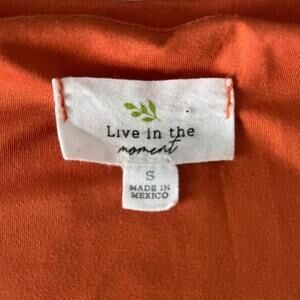 Live in the
moment
S
MADE IN
MEXICO